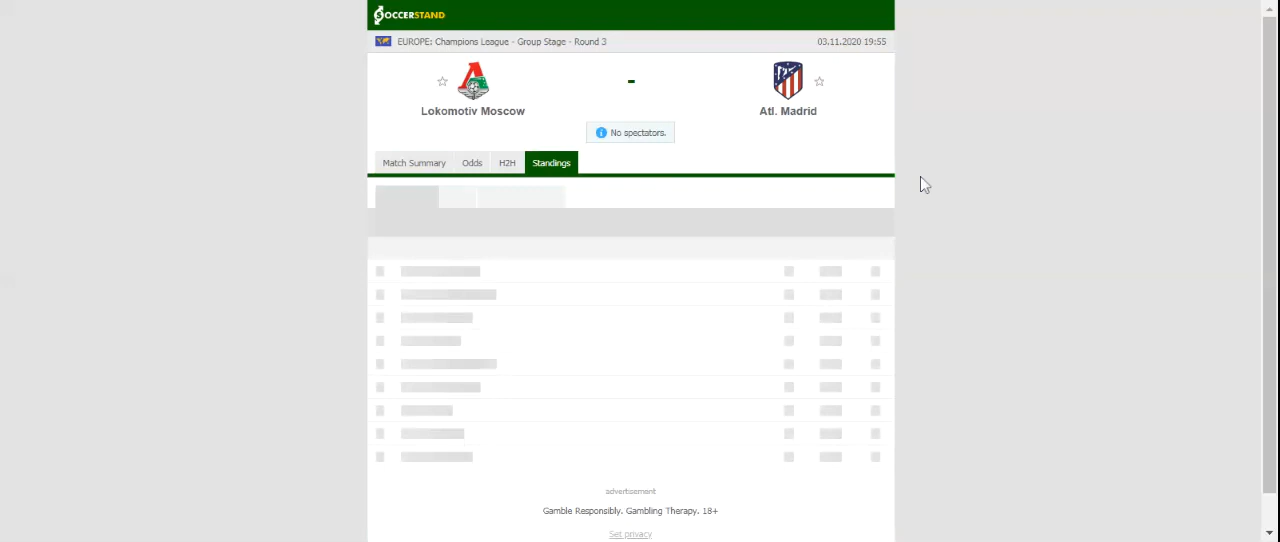 SOCCERSTAND
EUROPE: Champions League - Group Stage - Round 3
03.11.2020 19:55
-
Lokomotiv Moscow
Atl. Madrid
No spectators.
Match Summary
Odds
H2H
Standings
advertisement
Gamble Responsibly. Gambling Therapy. 18+
Set privacy